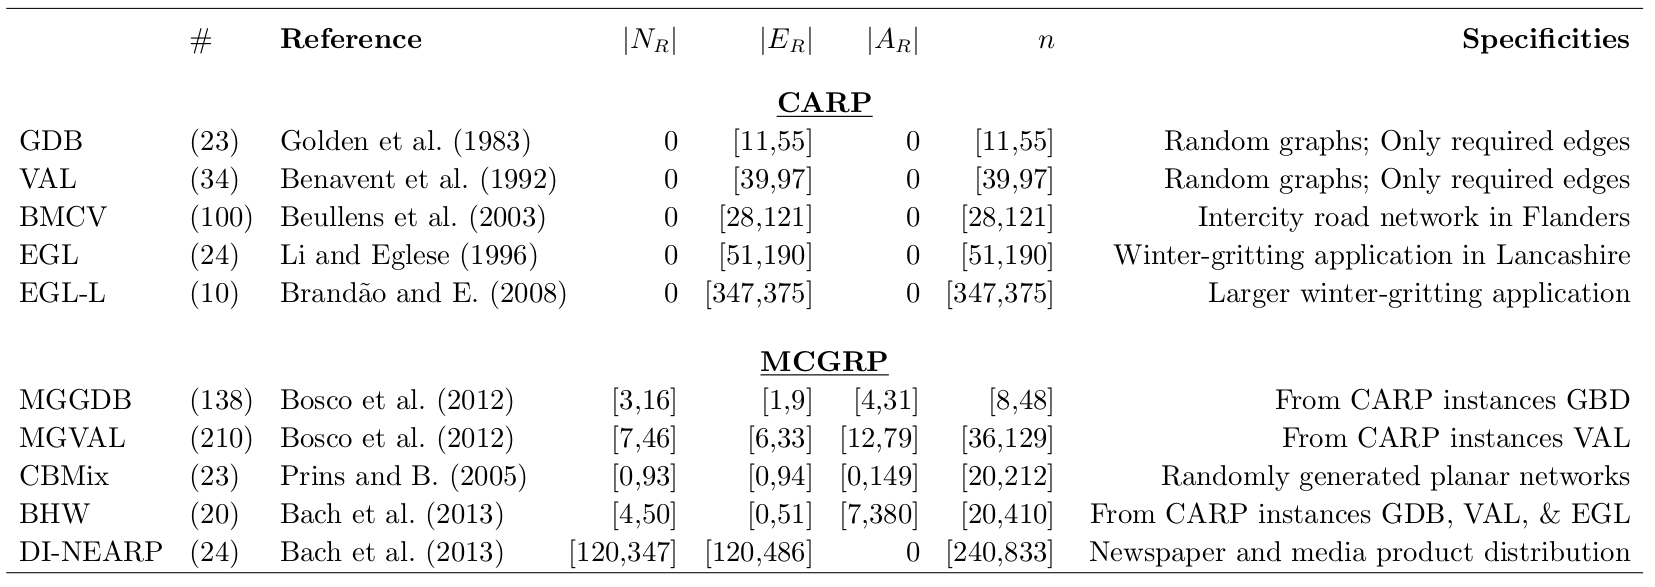 # Reference |N_R| |E_R| |A_R| n Specificities
CARP
GDB (23) Golden et al. (1983) 0 [11,55] 0 [11,55] Random graphs; Only required edges
VAL (34) Benavent et al. (1992) 0 [39,97] 0 [39,97] Random graphs; Only required edges
BMCV (100) Beullens et al. (2003) 0 [28,121] 0 [28,121] Intercity road network in Flanders
EGL (24) Li and Eglese (1996) 0 [51,190] 0 [51,190] Winter-gritting application in Lancashire
EGL-L (10) Brandão and E. (2008) 0 [347,375] 0 [347,375] Larger winter-gritting application
MCGRP
MGGDB (138) Bosco et al. (2012) [3,16] [1,9] [4,31] [8,48] From CARP instances GBD
MGVAL (210) Bosco et al. (2012) [7,46] [6,33] [12,79] [36,129] From CARP instances VAL
CBMix (23) Prins and B. (2005) [0,93] [0,94] [0,149] [20,212] Randomly generated planar networks
BHW (20) Bach et al. (2013) [4,50] [0,51] [7,380] [20,410] From CARP instances GDB, VAL, & EGL
DI-NEARP (24) Bach et al. (2013) [120,347] [120,486] 0 [240,833] Newspaper and media product distribution